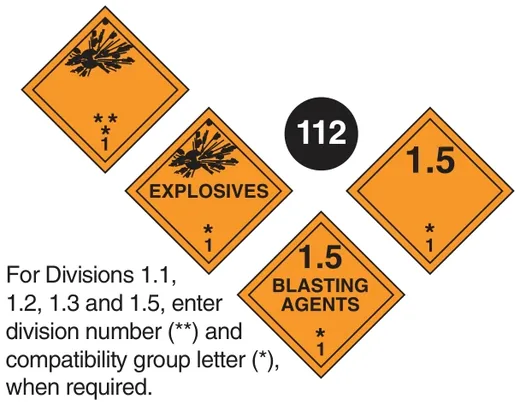 **
*
1
EXPLOSIVES
*
1
112
1.5
*
1
1.5
BLASTING
AGENTS
*
1
For Divisions 1.1,
1.2, 1.3 and 1.5, enter
division number (**) and
compatibility group letter (*),
when required.